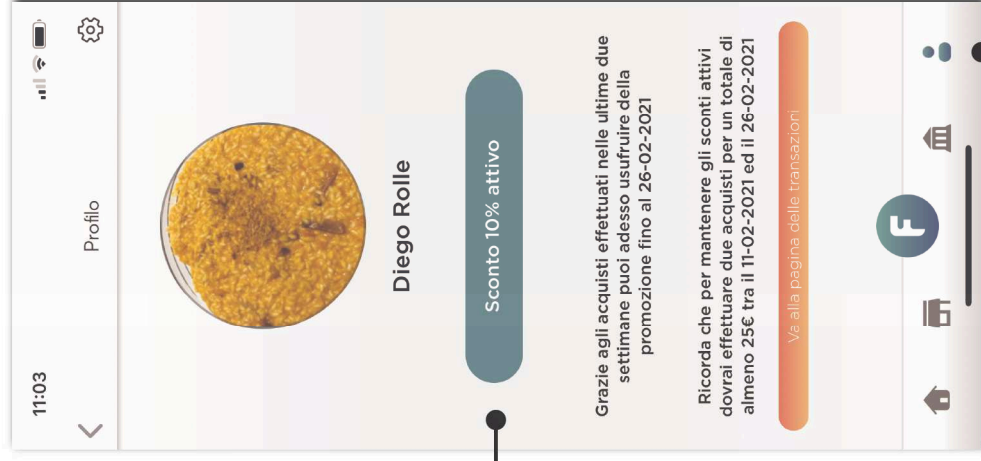 11:03
Profilo
Diego Rolle
Sconto 10% attivo
Grazie agli acquisti effettuati nelle ultime due
settimane puoi adesso usufruire della
promozione fino al 26-02-2021
Ricorda che per mantenere gli sconti attivi
dovrai effettuare due acquisti per un totale di
almeno 25€ tra il 11-02-2021 ed il 26-02-2021
Va alla pagina delle transazioni
F